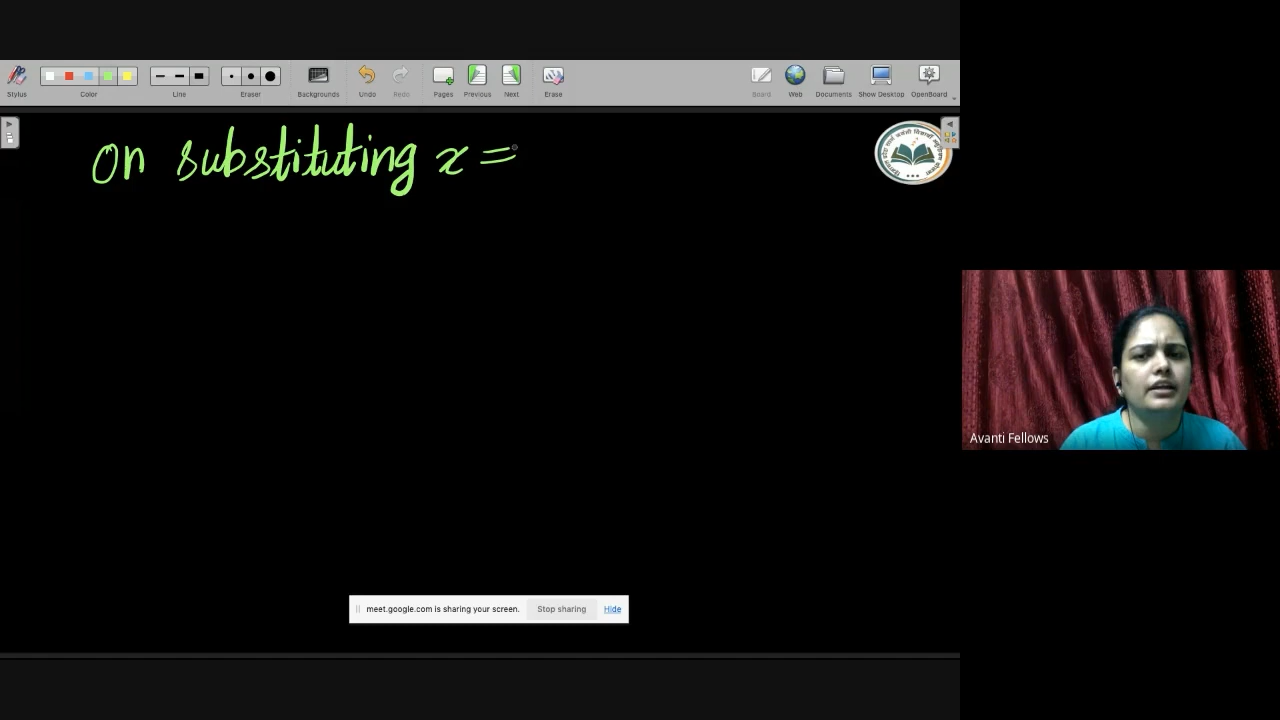 Stylus Color Line Eraser Backgrounds Undo Redo Pages Previous Next Erase Board Web Documents Show Desktop OpenBoard
On substituting x =
Avanti Fellows
meet.google.com is sharing your screen. Stop sharing Hide